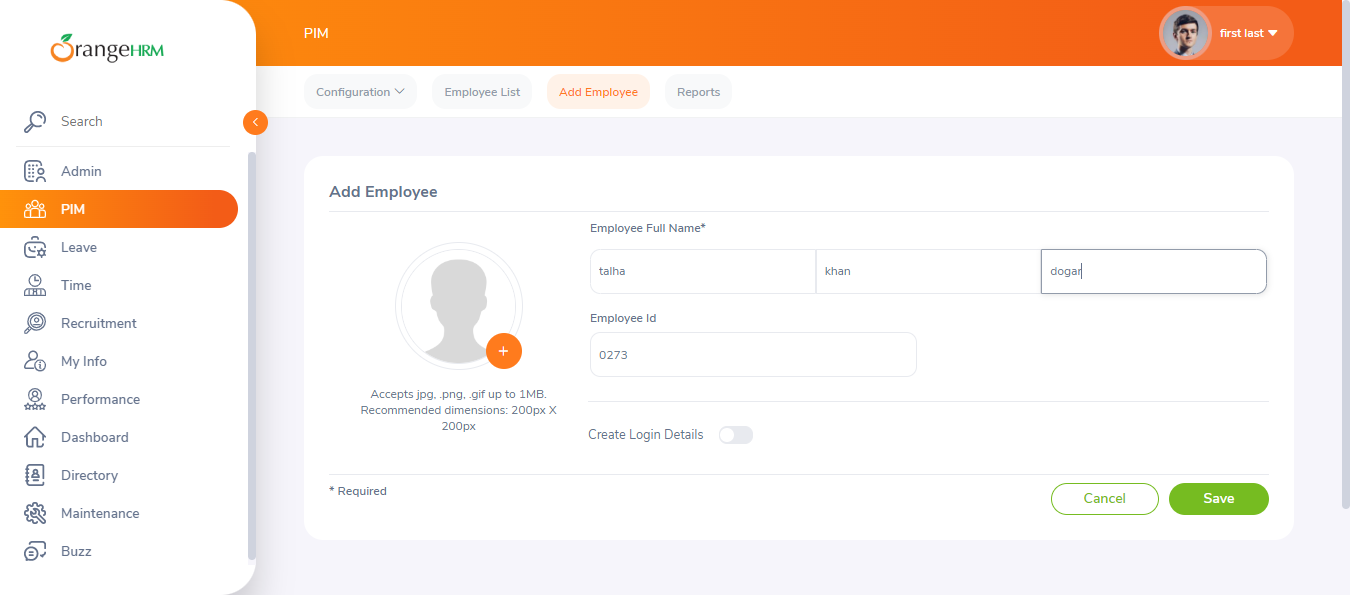 OrangeHRM
PIM
first last
Configuration
Employee List
Add Employee
Reports
Search
Admin
PIM
Leave
Time
Recruitment
My Info
Performance
Dashboard
Directory
Maintenance
Buzz
Add Employee
Employee Full Name*
talha
khan
dogar
Employee Id
0273
Accepts jpg, .png, .gif up to 1MB.
Recommended dimensions: 200px X
200px
Create Login Details
* Required
Cancel
Save